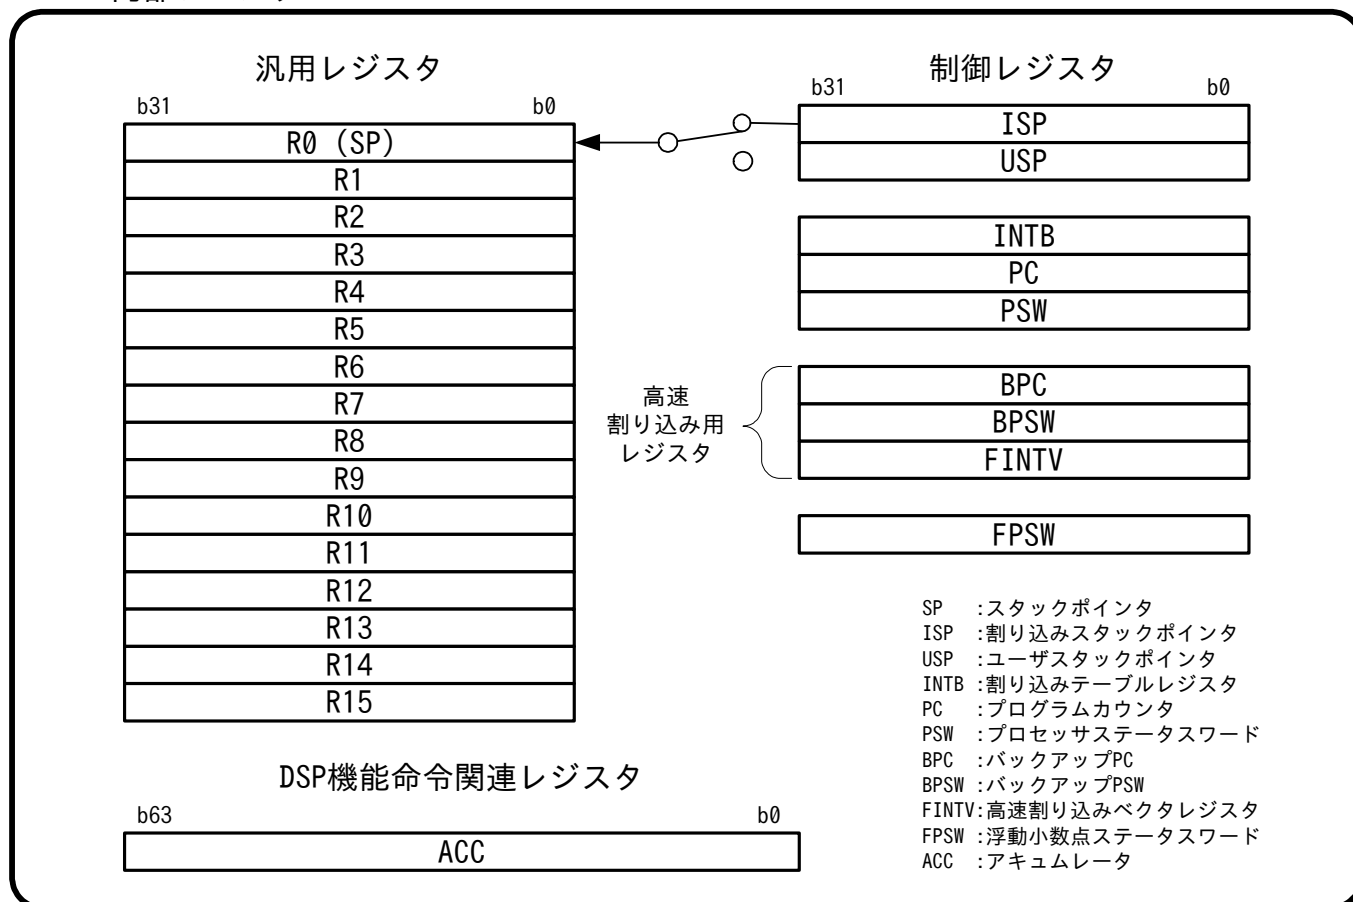 汎用レジスタ
b31 b0
R0 (SP)
R1
R2
R3
R4
R5
R6
R7
R8
R9
R10
R11
R12
R13
R14
R15
制御レジスタ
b31 b0
ISP
USP
INTB
PC
PSW
高速
割り込み用
レジスタ
BPC
BPSW
FINTV
FPSW
DSP機能命令関連レジスタ
b63 b0
ACC
SP :スタックポインタ
ISP :割り込みスタックポインタ
USP :ユーザスタックポインタ
INTB :割り込みテーブルレジスタ
PC :プログラムカウンタ
PSW :プロセッサステータスワード
BPC :バックアップPC
BPSW :バックアップPSW
FINTV:高速割り込みベクタレジスタ
FPSW :浮動小数点ステータスワード
ACC :アキュムレータ